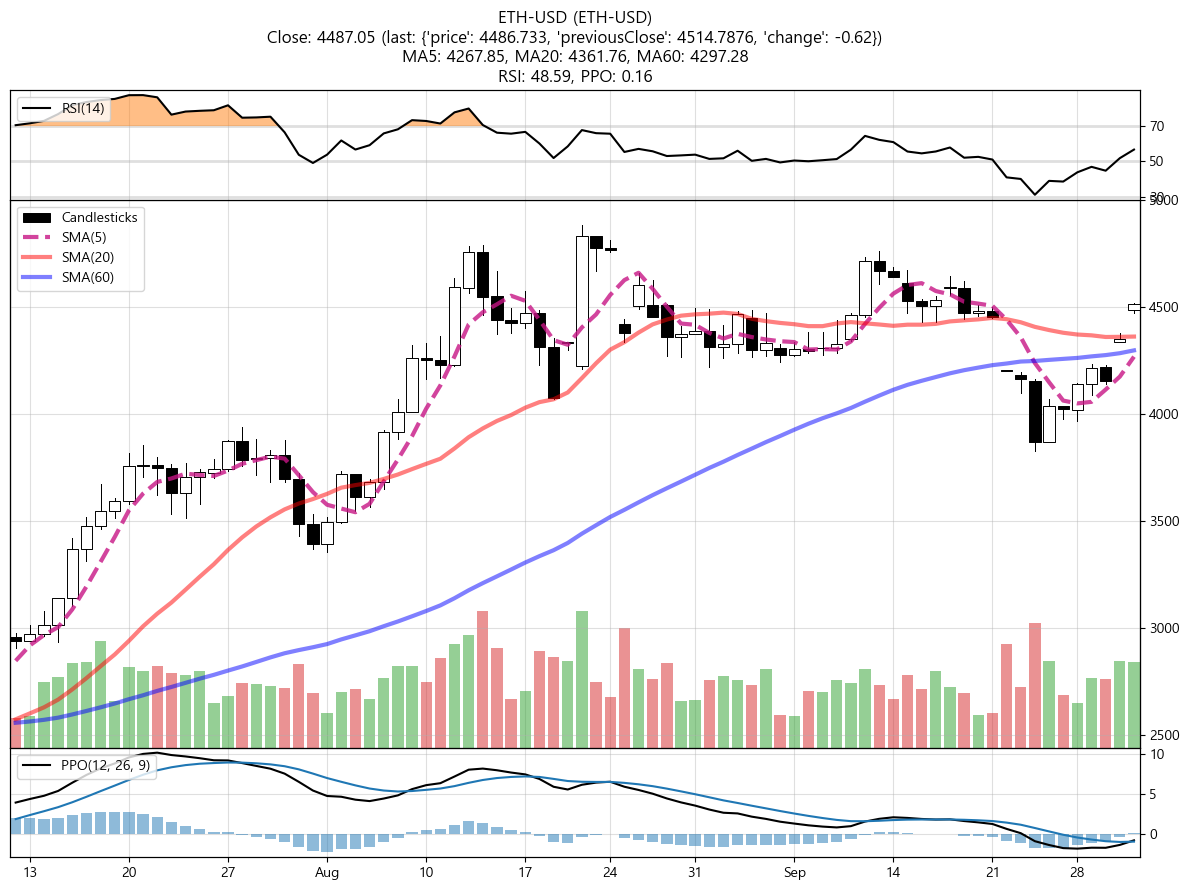 ETH-USD (ETH-USD)
Close: 4487.05 (last: {'price': 4486.733, 'previousClose': 4514.7876, 'change': -0.62})
MA5: 4267.85, MA20: 4361.76, MA60: 4297.28
RSI: 48.59, PPO: 0.16
RSI(14)
70
50
30
5000
Candlesticks
SMA(5)
SMA(20)
SMA(60)
4500
4000
3500
3000
2500
PPO(12, 26, 9)
10
5
0
13 20 27 Aug 10 17 24 31 Sep 14 21 28